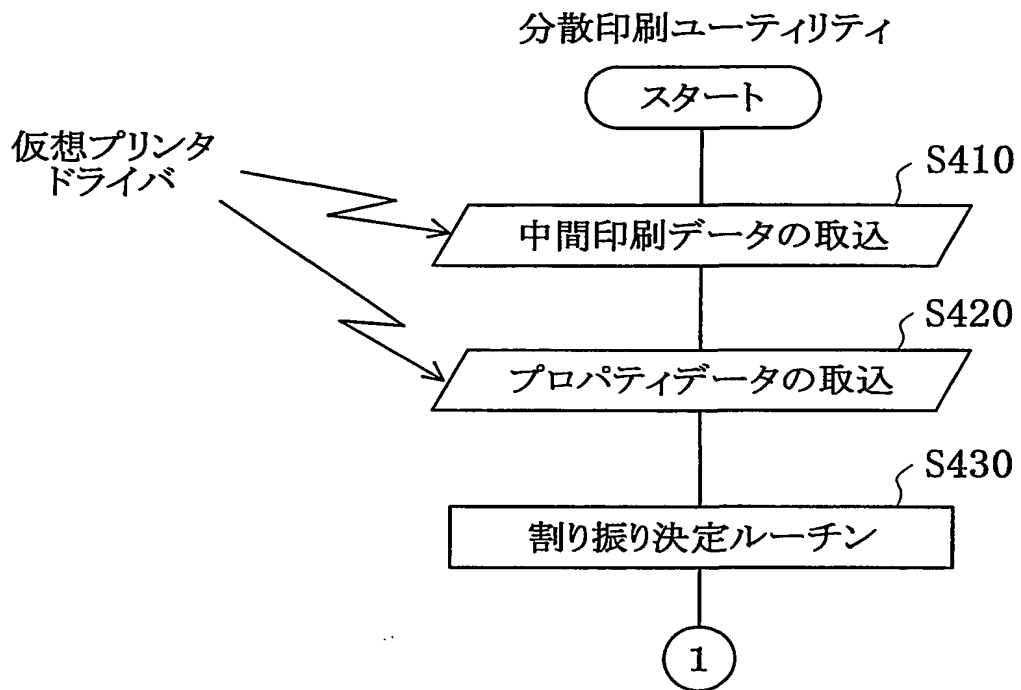 分散印刷ユーティリティ
スタート
仮想プリンタ
ドライバ
S410
中間印刷データの取込
S420
プロパティデータの取込
S430
割り振り決定ルーチン
1